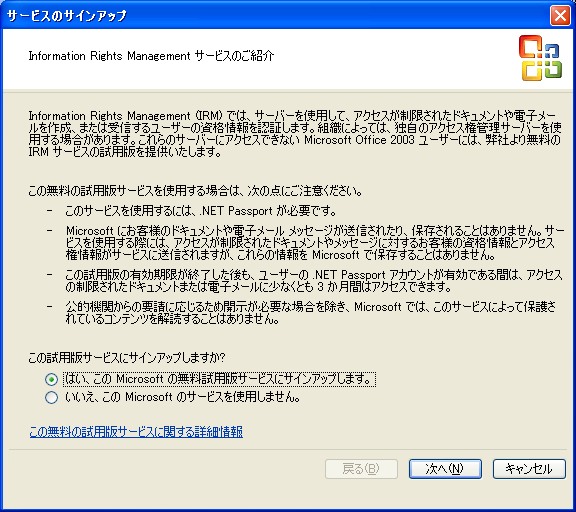 サービスのサインアップ
Information Rights Management サービスのご紹介
Information Rights Management (IRM) では、サーバーを使用して、アクセスが制限されたドキュメントや電子メー
ルを作成、または受信するユーザーの資格情報を認証します。組織によっては、独自のアクセス権管理サーバーを使
用する場合があります。これらのサーバーにアクセスできない Microsoft Office 2003 ユーザーには、弊社より無料の
IRM サービスの試用版を提供いたします。
この無料の試用版サービスを使用する場合は、次の点にご注意ください。
- このサービスを使用するには、.NET Passport が必要です。
- Microsoft にお客様のドキュメントや電子メール メッセージが送信されたり、保存されることはありません。サー
ビスを使用する際には、アクセスが制限されたドキュメントやメッセージに対するお客様の資格情報とアクセス
権情報がサービスに送信されますが、これらの情報を Microsoft で保存することはありません。
- この試用版の有効期限が終了した後も、ユーザーの .NET Passport アカウントが有効である間は、アクセス
の制限されたドキュメントまたは電子メールに少なくとも 3 か月間はアクセスできます。
- 公的機関からの要請に応じるため開示が必要な場合を除き、Microsoft では、このサービスによって保護さ
れているコンテンツを解読することはありません。
この試用版サービスにサインアップしますか?
はい、この Microsoft の無料試用版サービスにサインアップします。
いいえ、この Microsoft のサービスを使用しません。
この無料の試用版サービスに関する詳細情報
戻る(B) 次へ(N) キャンセル